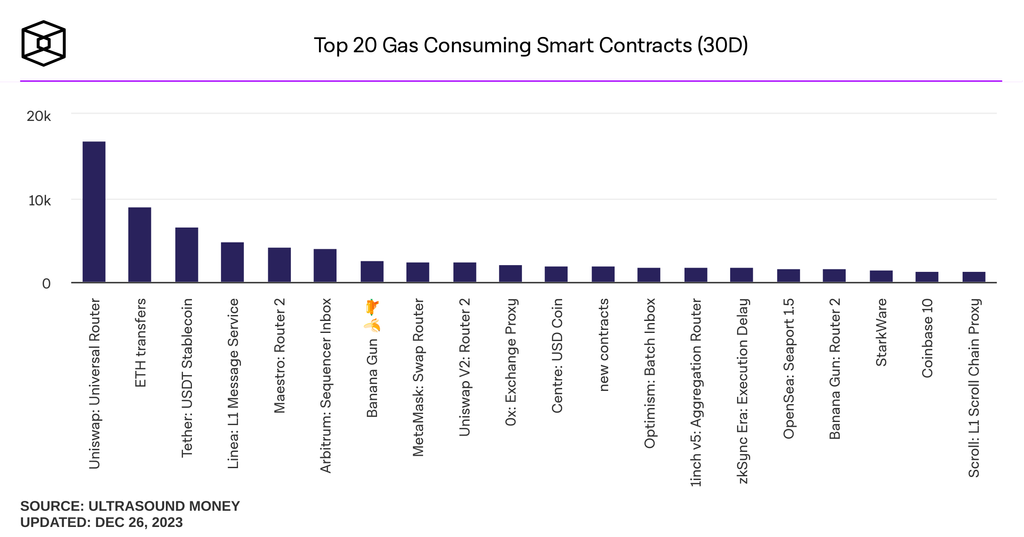 Top 20 Gas Consuming Smart Contracts (30D)
20k
10k
0
Uniswap: Universal Router
ETH transfers
Tether: USDT Stablecoin
Linea: L1 Message Service
Maestro: Router 2
Arbitrum: Sequencer Inbox
Banana Gun 🍌💥
MetaMask: Swap Router
Uniswap V2: Router 2
0x: Exchange Proxy
Centre: USD Coin
new contracts
Optimism: Batch Inbox
1inch v5: Aggregation Router
zkSync Era: Execution Delay
OpenSea: Seaport 1.5
Banana Gun: Router 2
StarkWare
Coinbase 10
Scroll: L1 Scroll Chain Proxy
SOURCE: ULTRASOUND MONEY
UPDATED: DEC 26, 2023